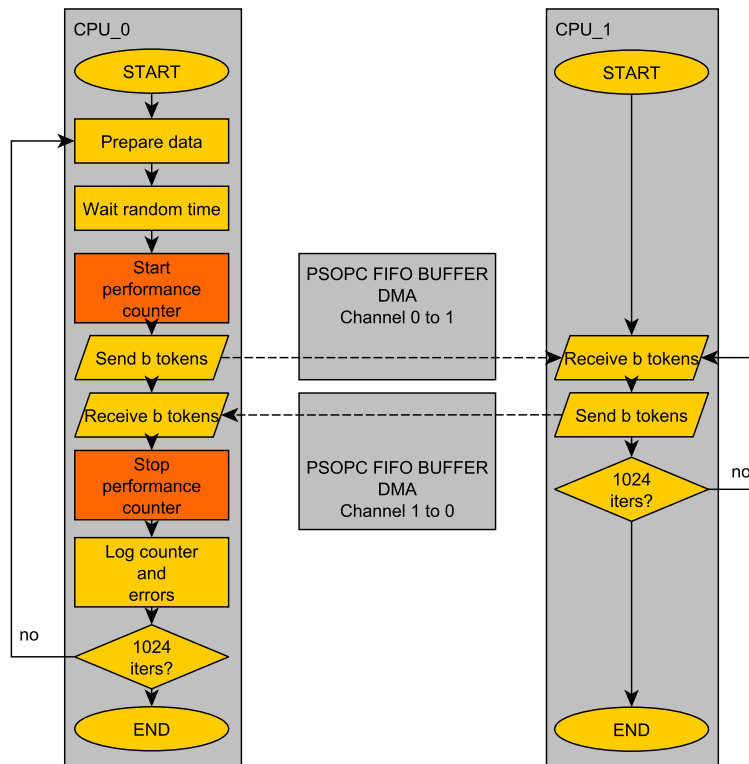 CPU_0
START
Prepare data
Wait random time
Start
performance
counter
Send b tokens
Receive b tokens
Stop
performance
counter
Log counter
and
errors
1024
iters?
no
END
PSOPC FIFO BUFFER
DMA
Channel 0 to 1
PSOPC FIFO BUFFER
DMA
Channel 1 to 0
CPU_1
START
Receive b tokens
Send b tokens
1024
iters?
no
END